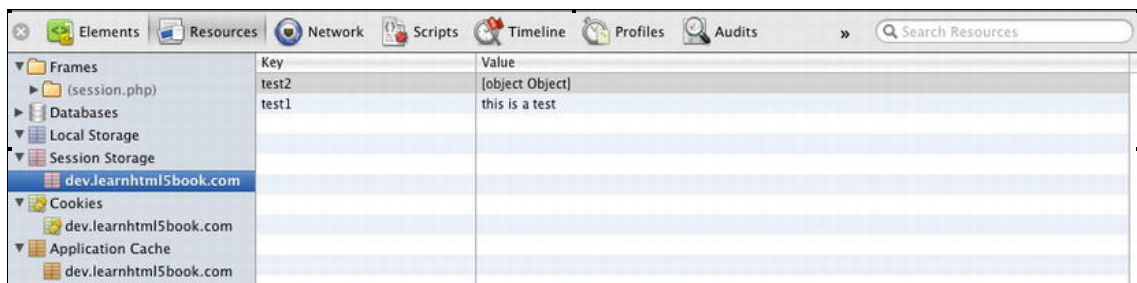 Elements Resources Network Scripts Timeline Profiles Audits » Search Resources
Frames
(session.php)
Databases
Local Storage
Session Storage
dev.learnhtml5book.com
Cookies
dev.learnhtml5book.com
Application Cache
dev.learnhtml5book.com
Key Value
test2 [object Object]
test1 this is a test